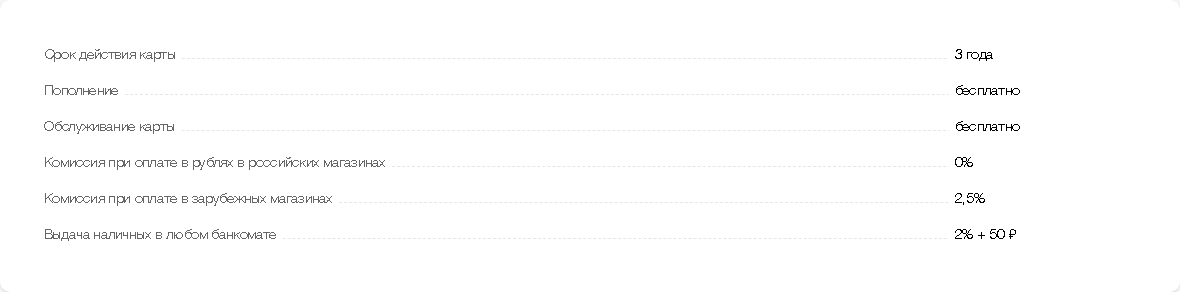 Срок действия карты 3 года
Пополнение бесплатно
Обслуживание карты бесплатно
Комиссия при оплате в рублях в российских магазинах 0%
Комиссия при оплате в зарубежных магазинах 2,5%
Выдача наличных в любом банкомате 2% + 50 ₽